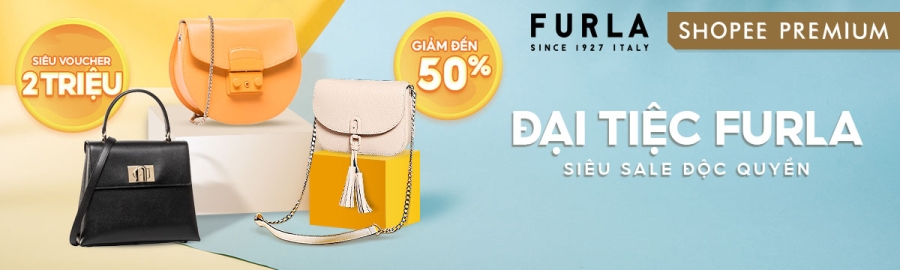 SIÊU VOUCHER
2 TRIỆU
GIẢM ĐẾN
50%
FURLA
SINCE 1927 ITALY
SHOPEE PREMIUM
ĐẠI TIỆC FURLA
SIÊU SALE ĐỘC QUYỀN